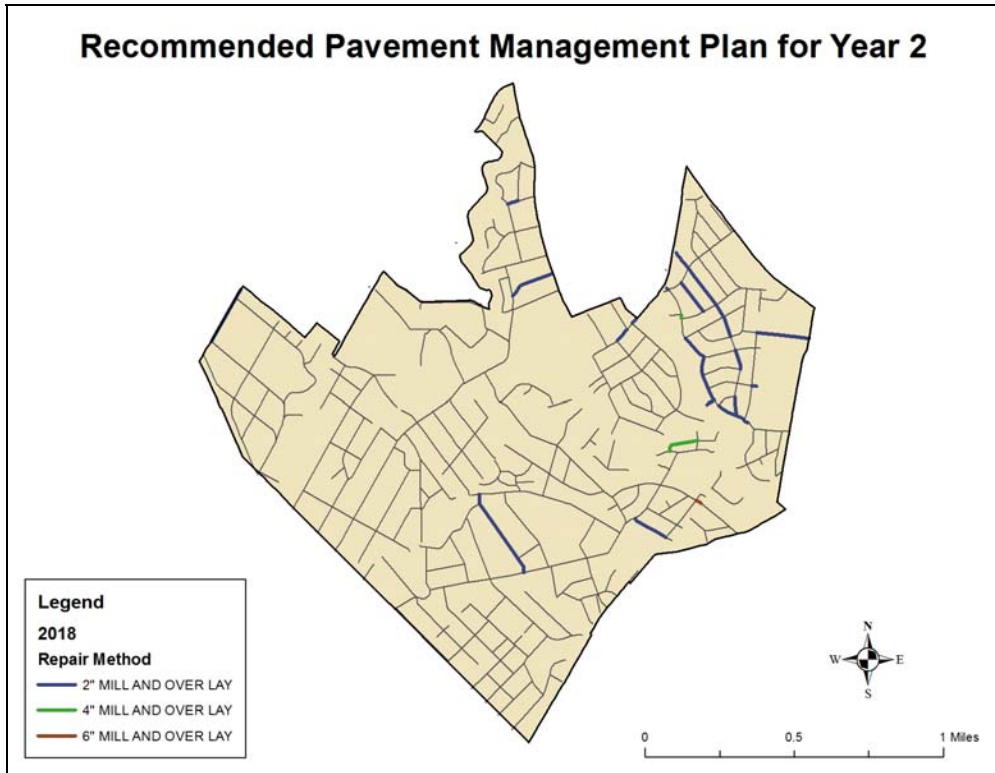 Recommended Pavement Management Plan for Year 2
Legend
2018
Repair Method
2" MILL AND OVER LAY
4" MILL AND OVER LAY
6" MILL AND OVER LAY
N
W E
S
0 0.5 1 Miles